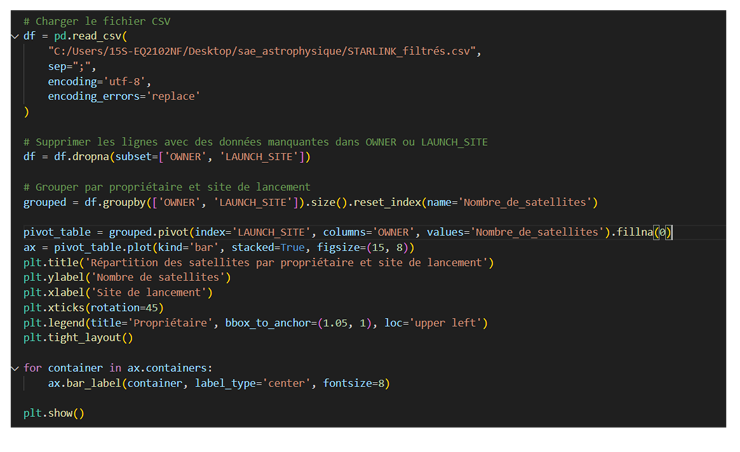 # Charger le fichier CSV
df = pd.read_csv(
"C:/Users/15S-EQ2102NF/Desktop/sae_astrophysique/STARLINK_filtrés.csv",
sep=";",
encoding='utf-8',
encoding_errors='replace'
)
# Supprimer les lignes avec des données manquantes dans OWNER ou LAUNCH_SITE
df = df.dropna(subset=['OWNER', 'LAUNCH_SITE'])
# Grouper par propriétaire et site de lancement
grouped = df.groupby(['OWNER', 'LAUNCH_SITE']).size().reset_index(name='Nombre_de_satellites')
pivot_table = grouped.pivot(index='LAUNCH_SITE', columns='OWNER', values='Nombre_de_satellites').fillna(0)
ax = pivot_table.plot(kind='bar', stacked=True, figsize=(15, 8))
plt.title('Répartition des satellites par propriétaire et site de lancement')
plt.ylabel('Nombre de satellites')
plt.xlabel('Site de lancement')
plt.xticks(rotation=45)
plt.legend(title='Propriétaire', bbox_to_anchor=(1.05, 1), loc='upper left')
plt.tight_layout()
for container in ax.containers:
ax.bar_label(container, label_type='center', fontsize=8)
plt.show()